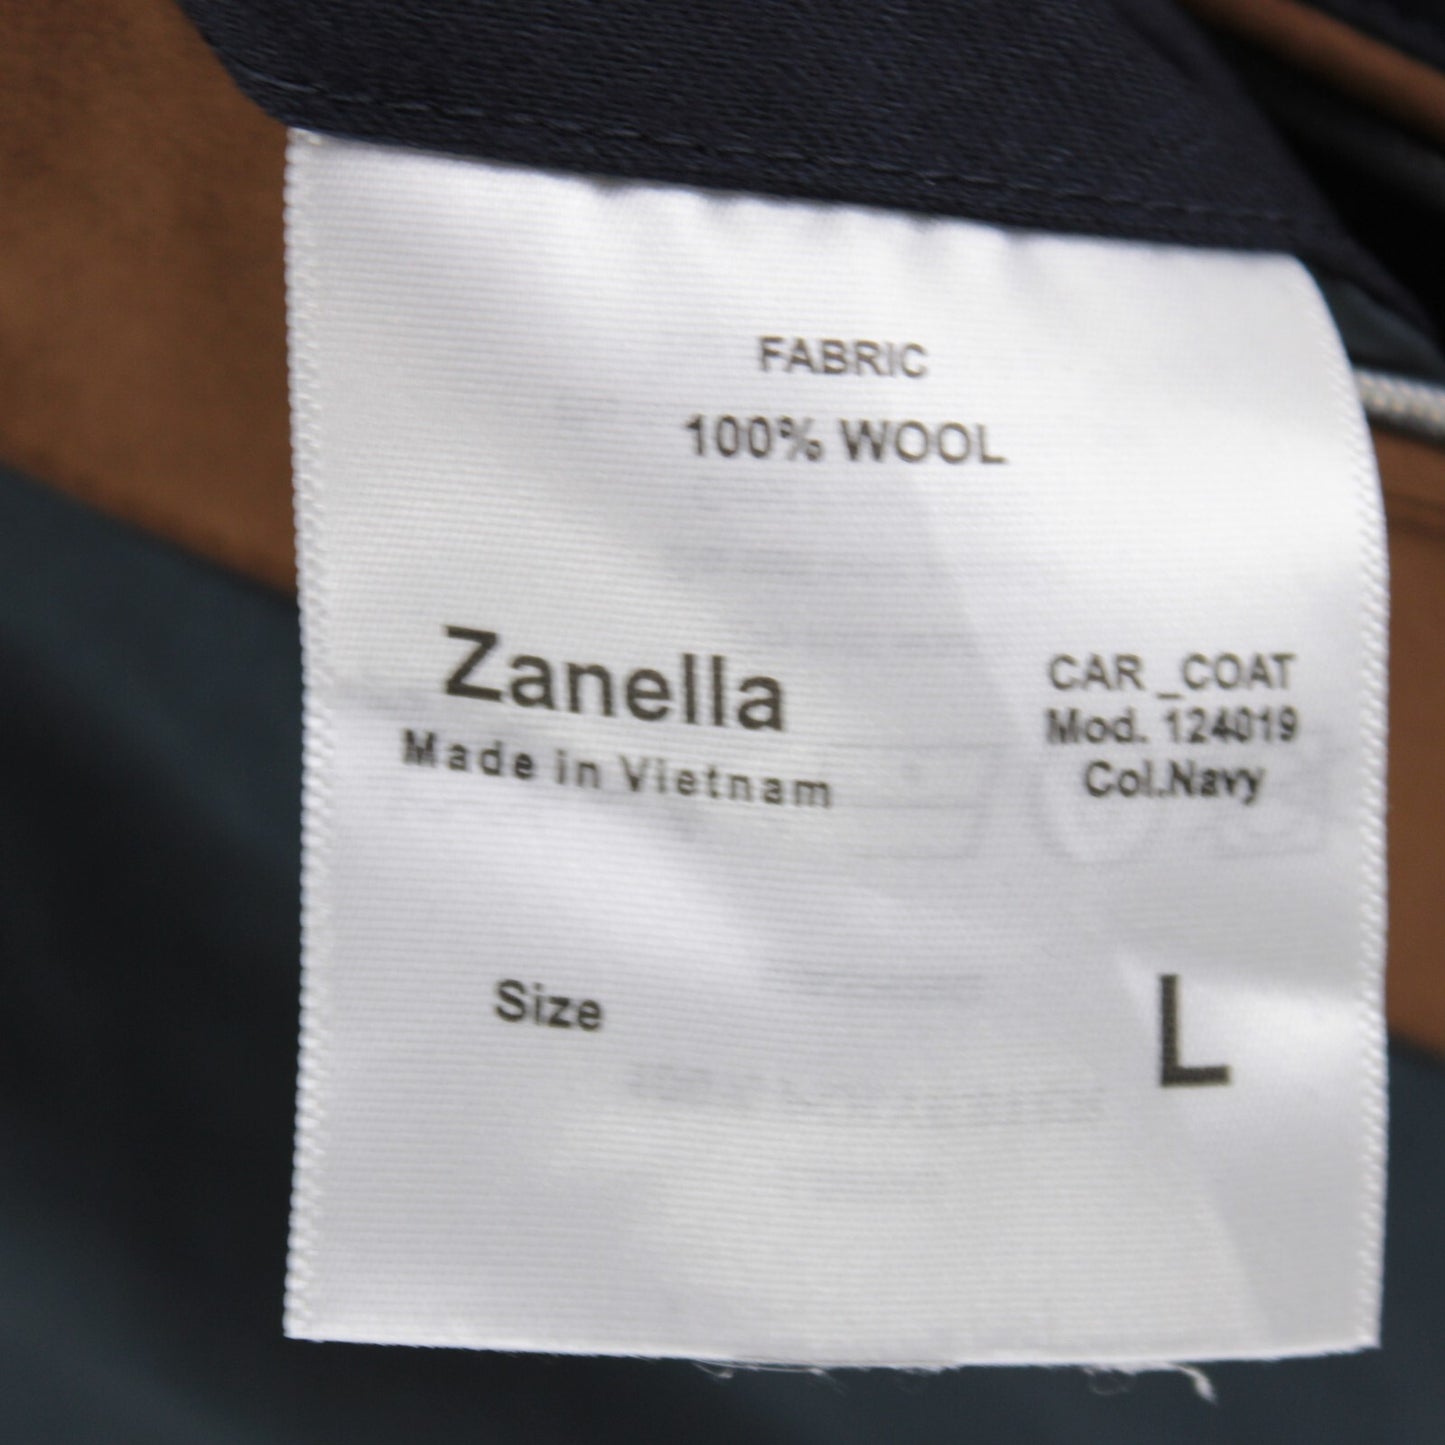 FABRIC
100% WOOL
Zanella
Made in Vietnam
CAR _COAT
Mod. 124019
Col.Navy
Size
L